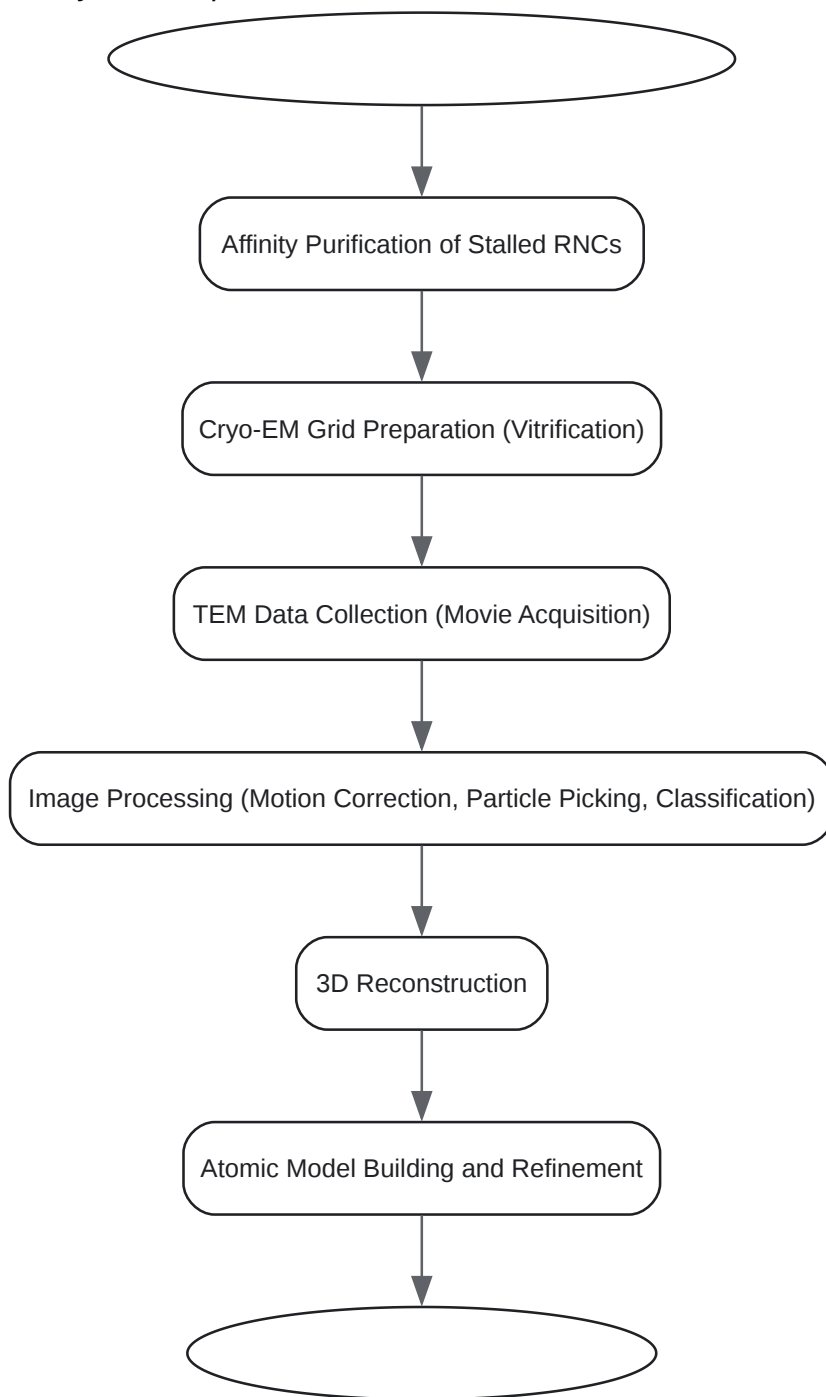 Affinity Purification of Stalled RNCs
Cryo-EM Grid Preparation (Vitrification)
TEM Data Collection (Movie Acquisition)
Image Processing (Motion Correction, Particle Picking, Classification)
3D Reconstruction
Atomic Model Building and Refinement